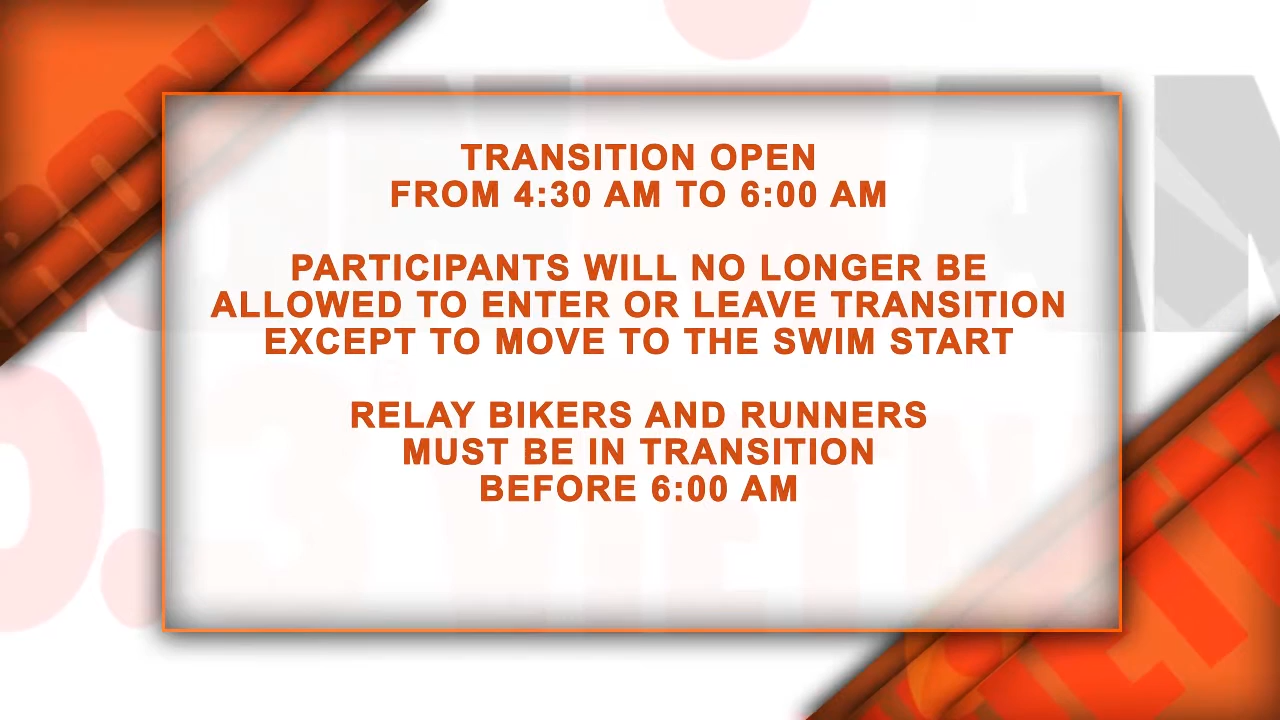 TRANSITION OPEN
FROM 4:30 AM TO 6:00 AM
PARTICIPANTS WILL NO LONGER BE
ALLOWED TO ENTER OR LEAVE TRANSITION
EXCEPT TO MOVE TO THE SWIM START
RELAY BIKERS AND RUNNERS
MUST BE IN TRANSITION
BEFORE 6:00 AM